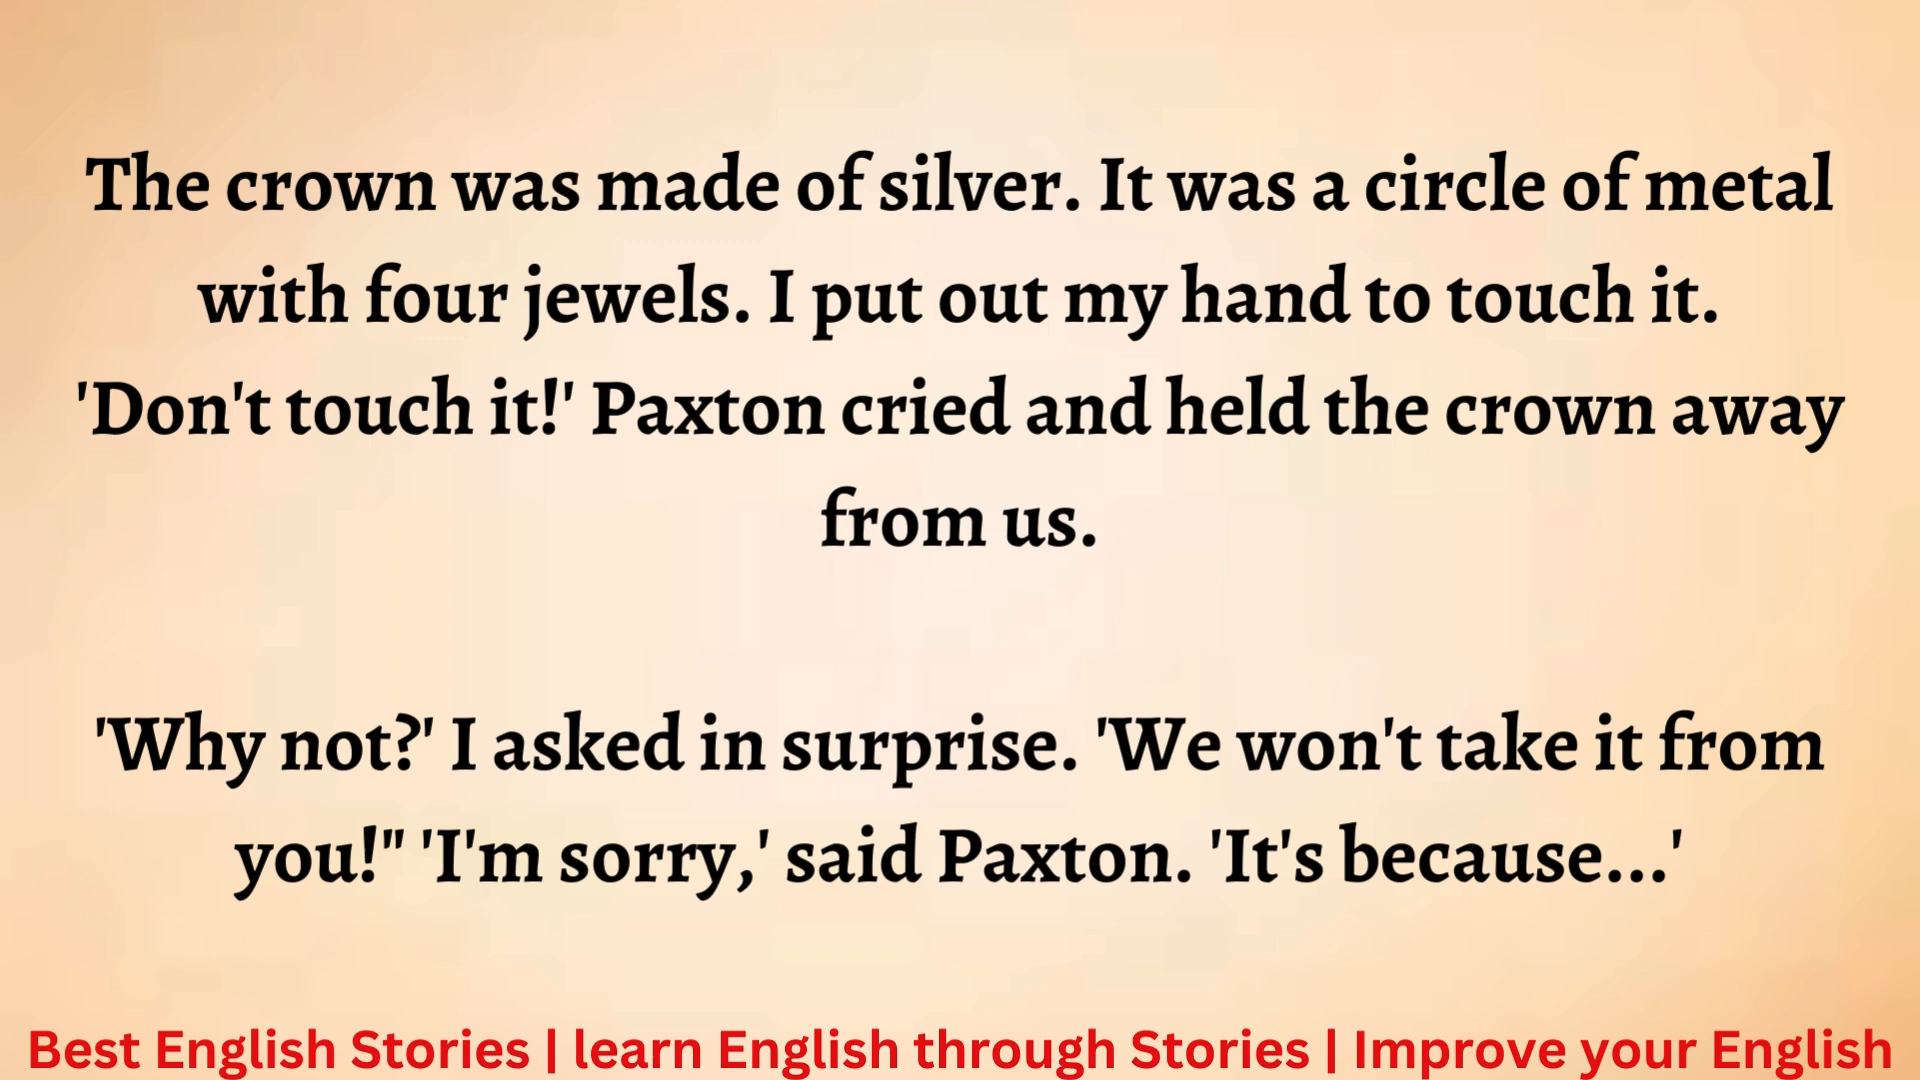 The crown was made of silver. It was a circle of metal
with four jewels. I put out my hand to touch it.
'Don't touch it!' Paxton cried and held the crown away
from us.
'Why not?' I asked in surprise. 'We won't take it from
you!" 'I'm sorry,' said Paxton. 'It's because...'
Best English Stories | learn English through Stories | Improve your English